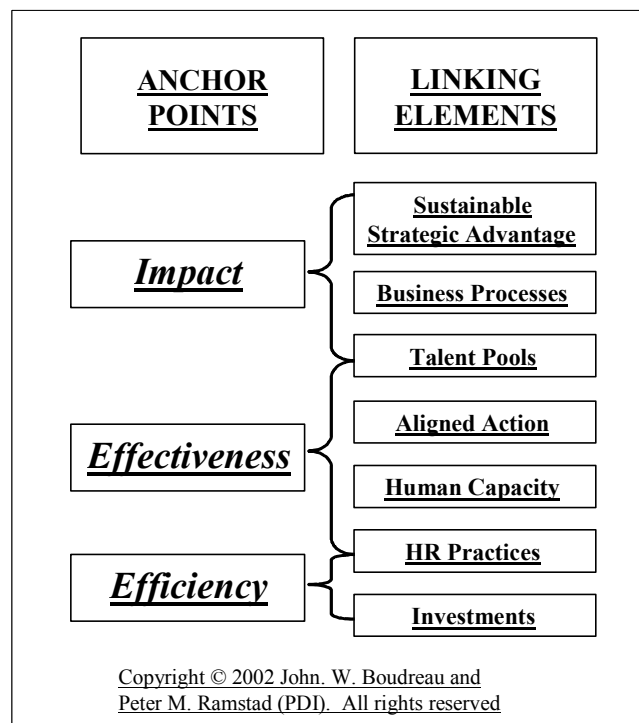 ANCHOR
POINTS
LINKING
ELEMENTS
Impact
Sustainable
Strategic Advantage
Business Processes
Talent Pools
Effectiveness
Aligned Action
Human Capacity
HR Practices
Efficiency
Investments
Copyright © 2002 John. W. Boudreau and
Peter M. Ramstad (PDI). All rights reserved